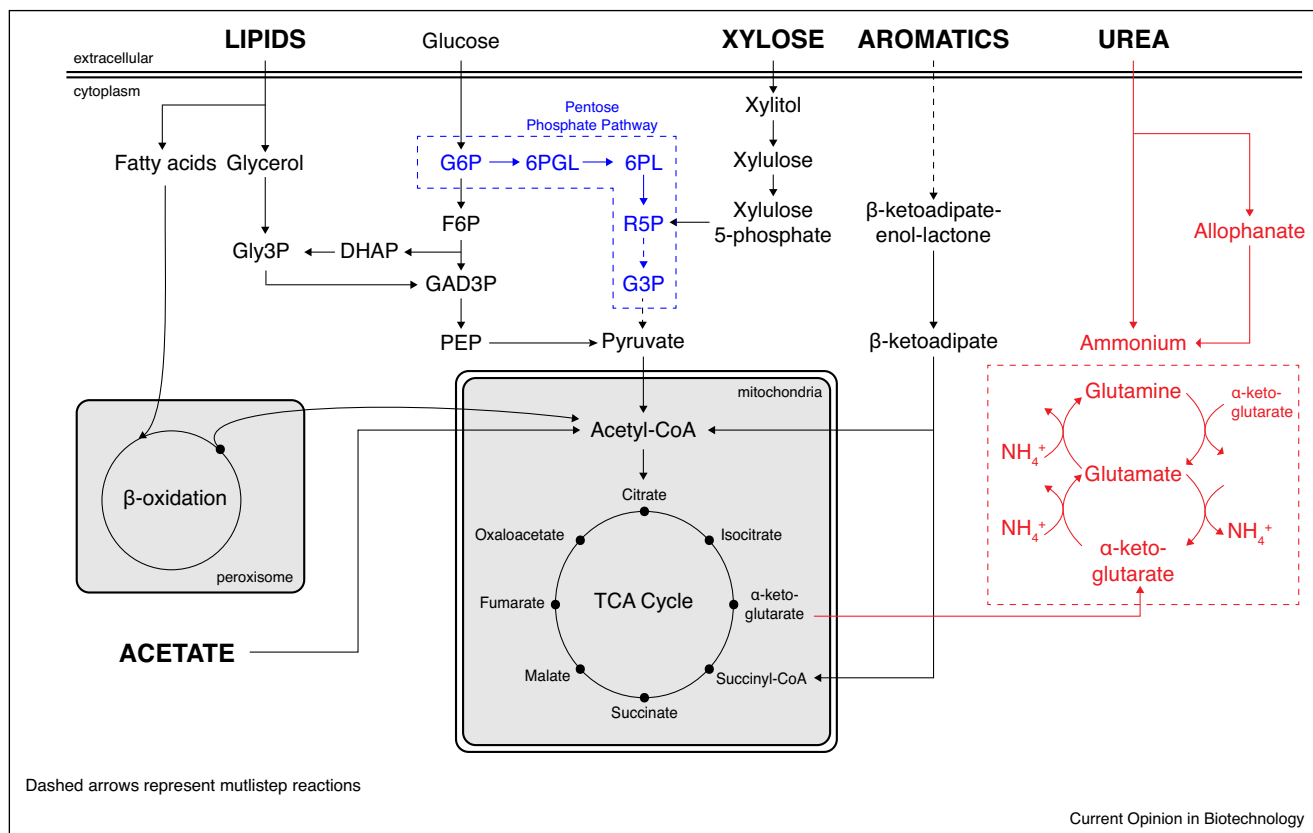 LIPIDS
Glucose
XYLOSE
AROMATICS
UREA
extracellular
cytoplasm
Pentose
Phosphate Pathway
Xylitol
Fatty acids
Glycerol
G6P
6PGL
6PL
Xylulose
F6P
R5P
Xylulose
5-phosphate
β-ketoadipate-
enol-lactone
Allophanate
Gly3P
DHAP
GAD3P
G3P
PEP
Pyruvate
β-ketoadipate
Ammonium
mitochondria
Acetyl-CoA
Glutamine
α-keto-
glutarate
NH4+
Glutamate
NH4+
NH4+
α-keto-
glutarate
β-oxidation
peroxisome
Citrate
Oxaloacetate
Isocitrate
Fumarate
TCA Cycle
α-keto-
glutarate
Malate
Succinyl-CoA
Succinate
ACETATE
Dashed arrows represent mutlistep reactions
Current Opinion in Biotechnology